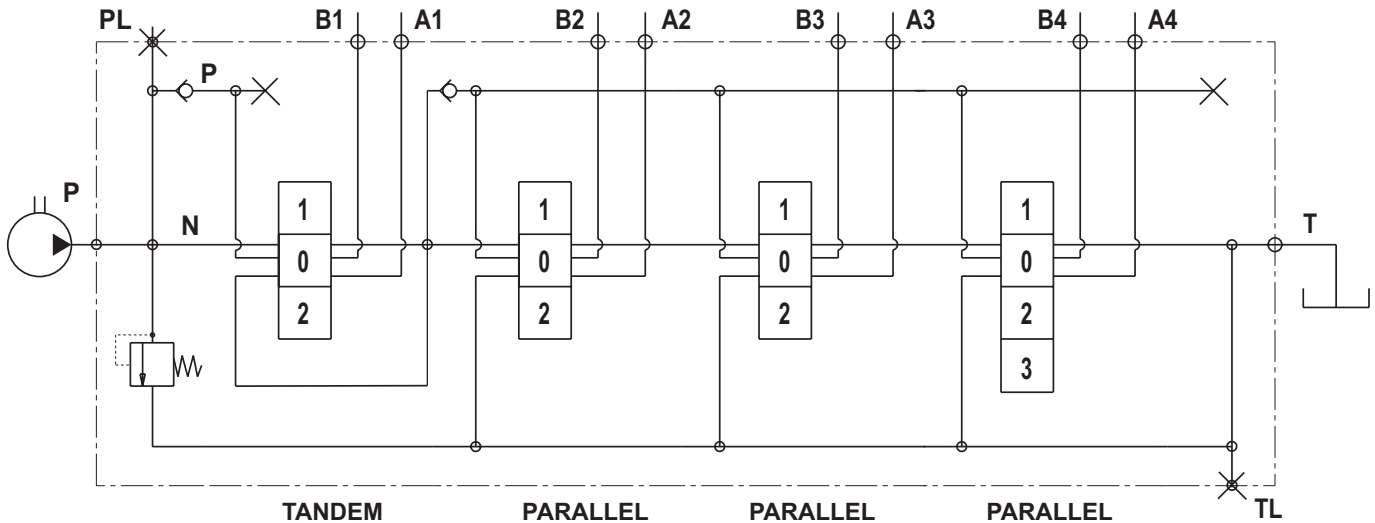 PL B1 A1 B2 A2 B3 A3 B4 A4
P
1 1 1 1
P N T
0 0 0 0
2 2 2 2
3
TANDEM PARALLEL PARALLEL PARALLEL TL